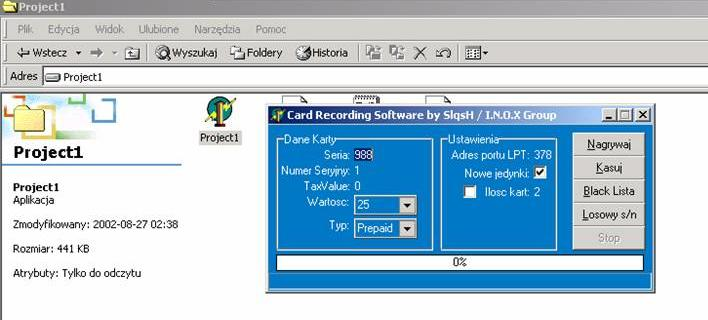 Project1
Plik Edycja Widok Ulubione Narzędzia Pomoc
Wstecz Wyszukaj Foldery Historia
Adres Project1
Project1
Project1
Aplikacja
Zmodyfikowany: 2002-08-27 02:38
Rozmiar: 441 KB
Atrybuty: Tylko do odczytu
Project1
Card Recording Software by SlqsH / I.N.O.X Group
Dane Karty
Seria: 988
Numer Seryjny: 1
TaxValue: 0
Wartosc: 25
Typ: Prepaid
Ustawienia
Adres portu LPT: 378
Nowe jedynki:
Ilosc kart: 2
Nagrywaj
Kasuj
Black Lista
Losowy s/n
Stop
0%